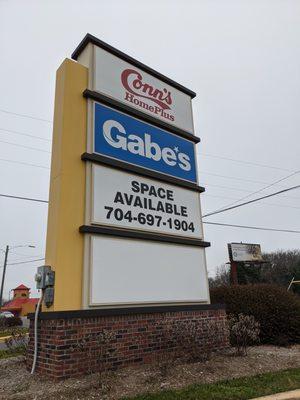 Conn's
HomePlus
Gabe's
SPACE
AVAILABLE
704-697-1904